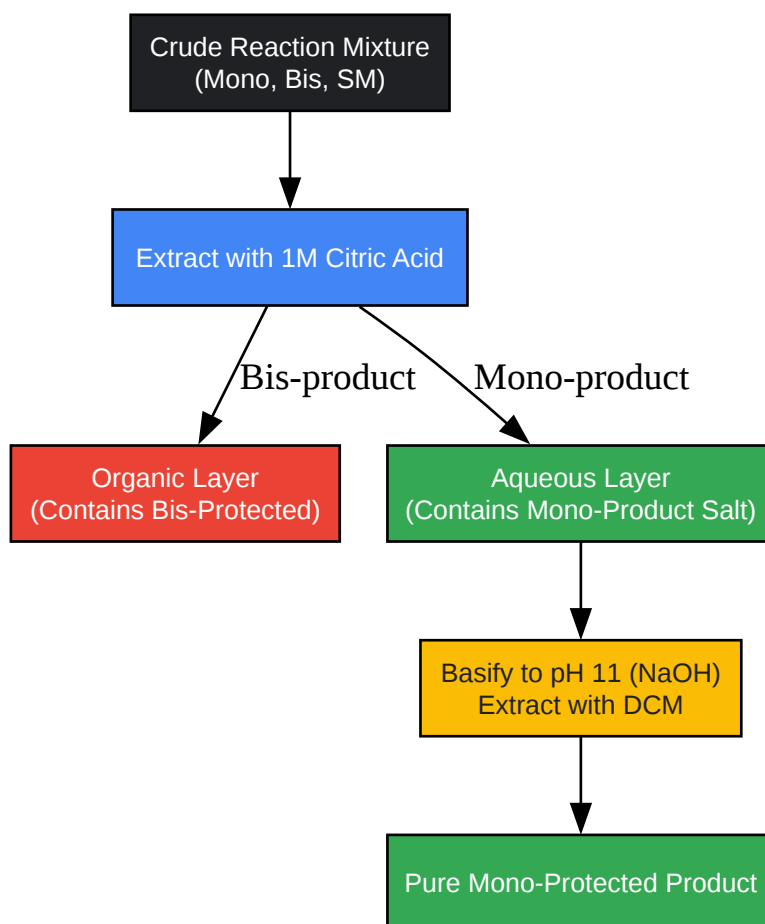 Crude Reaction Mixture
(Mono, Bis, SM)
Extract with 1M Citric Acid
Bis-product
Mono-product
Organic Layer
(Contains Bis-Protected)
Aqueous Layer
(Contains Mono-Product Salt)
Basify to pH 11 (NaOH)
Extract with DCM
Pure Mono-Protected Product